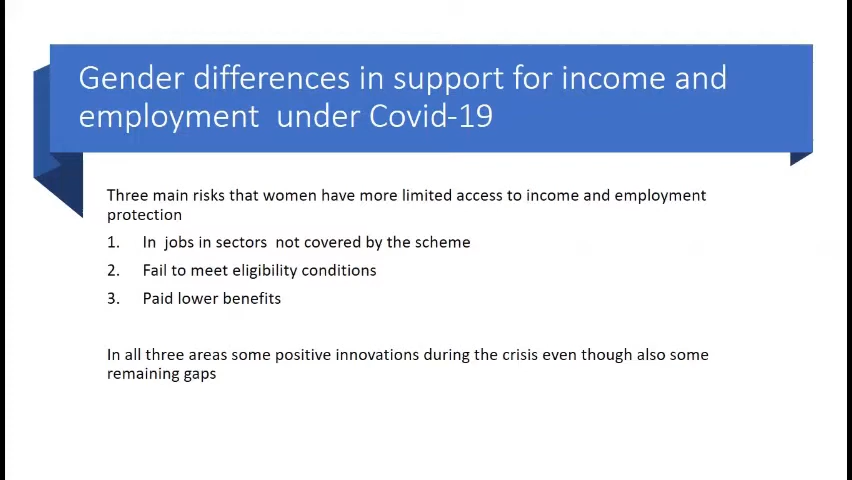 Gender differences in support for income and
employment  under Covid-19
Three main risks that women have more limited access to income and employment
protection
1. In  jobs in sectors  not covered by the scheme
2. Fail to meet eligibility conditions
3. Paid lower benefits
In all three areas some positive innovations during the crisis even though also some
remaining gaps